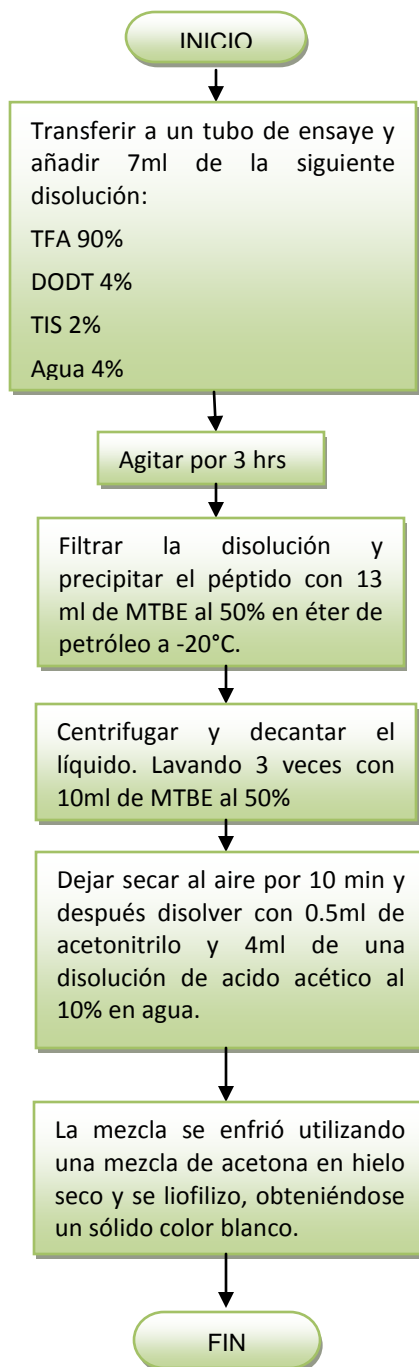 INICIO
Transferir a un tubo de ensaye y
añadir 7ml de la siguiente
disolución:
TFA 90%
DODT 4%
TIS 2%
Agua 4%
Agitar por 3 hrs
Filtrar la disolución y
precipitar el péptido con 13
ml de MTBE al 50% en éter de
petróleo a -20°C.
Centrifugar y decantar el
líquido. Lavando 3 veces con
10ml de MTBE al 50%
Dejar secar al aire por 10 min y
después disolver con 0.5ml de
acetonitrilo y 4ml de una
disolución de acido acético al
10% en agua.
La mezcla se enfrió utilizando
una mezcla de acetona en hielo
seco y se liofilizo, obteniéndose
un sólido color blanco.
FIN